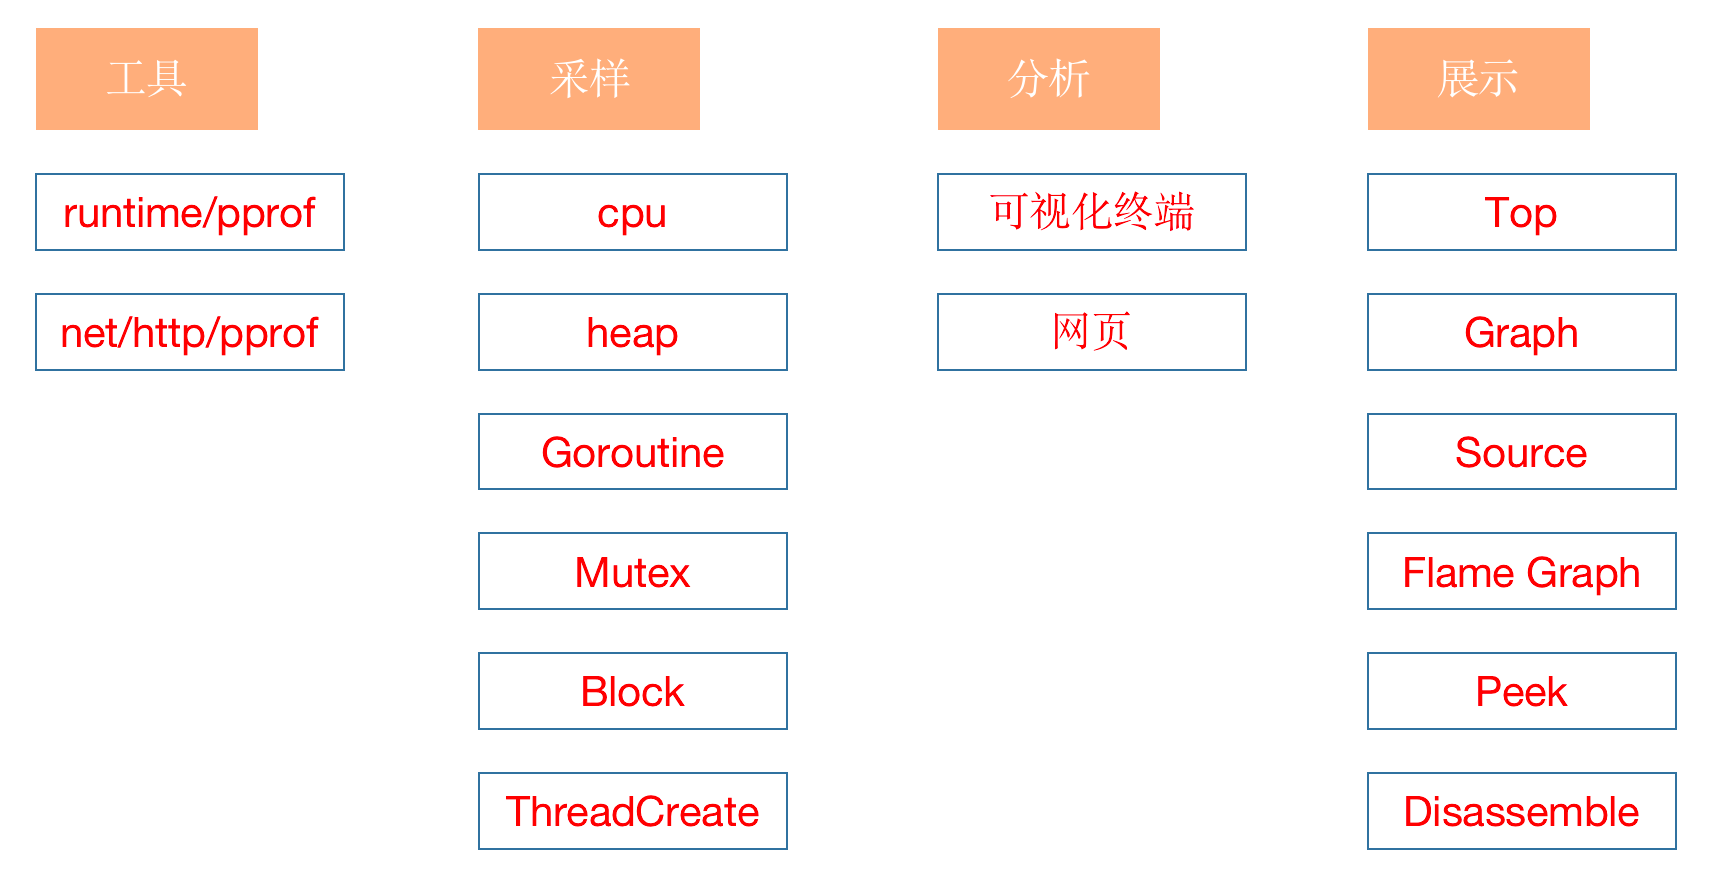 工具
runtime/pprof
net/http/pprof
采样
cpu
heap
Goroutine
Mutex
Block
ThreadCreate
分析
可视化终端
网页
展示
Top
Graph
Source
Flame Graph
Peek
Disassemble